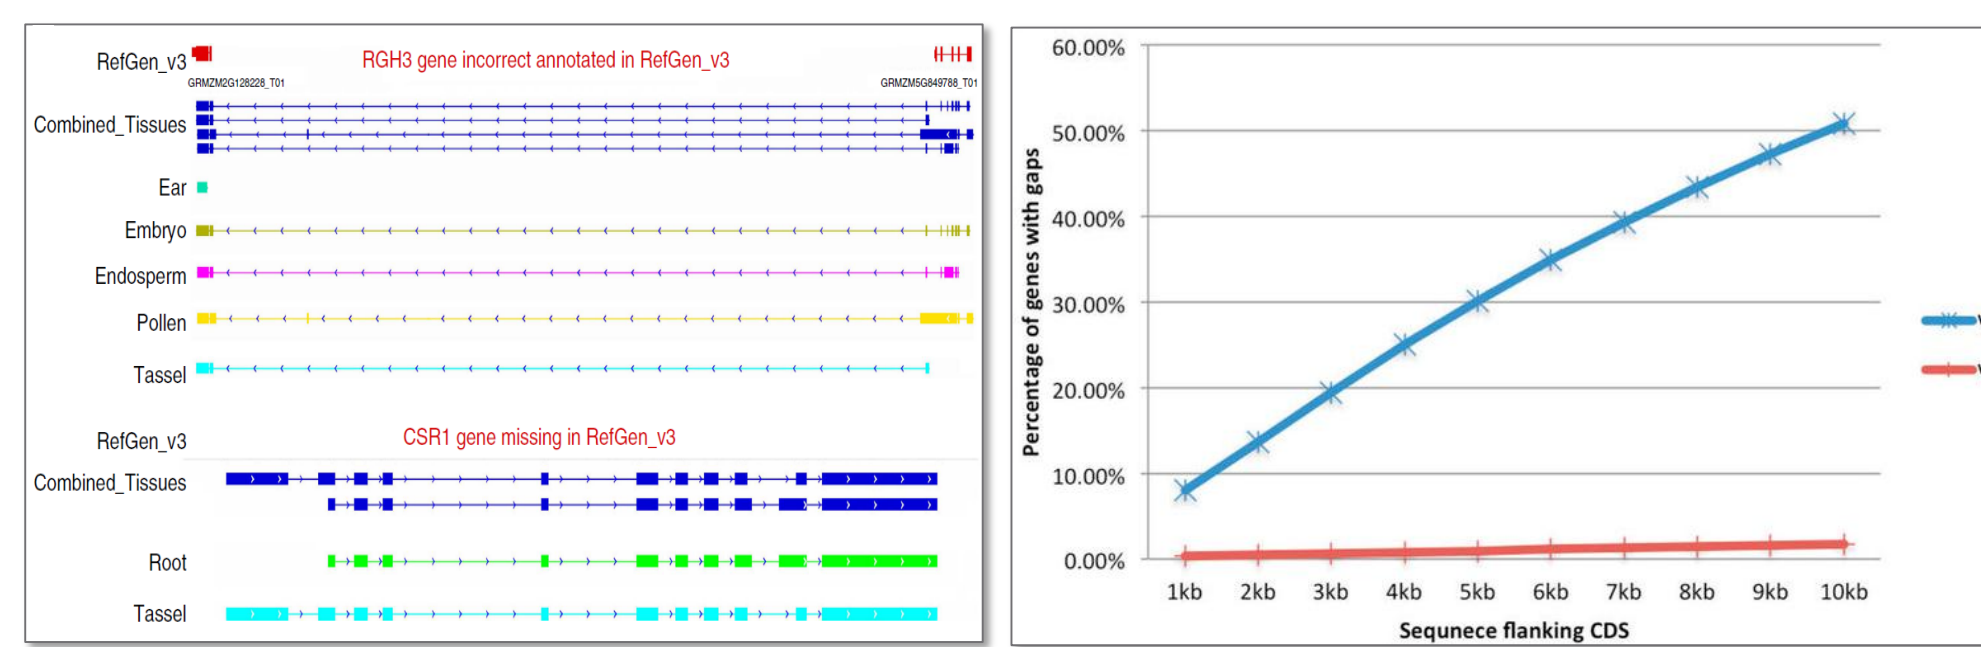 RefGen_v3
RGH3 gene incorrect annotated in RefGen_v3
GRMZM2G128228_T01
GRMZM5G849788_T01
Combined_Tissues
Ear
Embryo
Endosperm
Pollen
Tassel
RefGen_v3
CSR1 gene missing in RefGen_v3
Combined_Tissues
Root
Tassel
Percentage of genes with gaps
60.00%
50.00%
40.00%
30.00%
20.00%
10.00%
0.00%
1kb 2kb 3kb 4kb 5kb 6kb 7kb 8kb 9kb 10kb
Sequnece flanking CDS